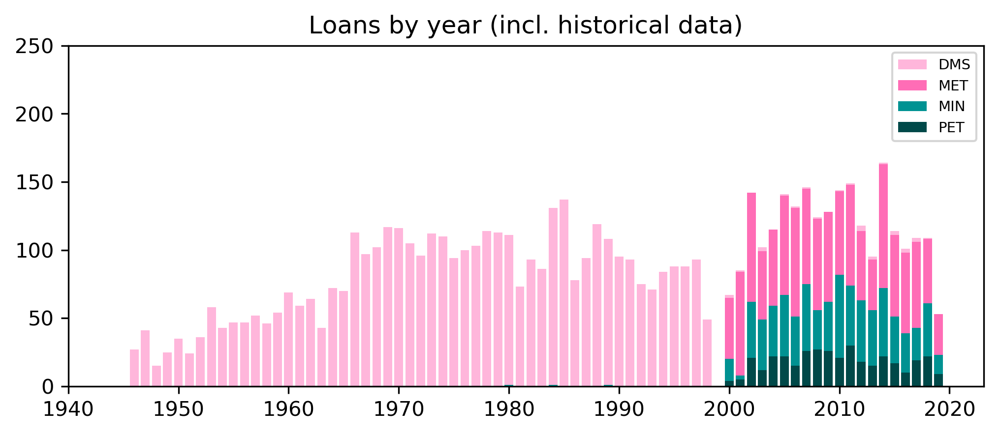 Loans by year (incl. historical data)
250
200
150
100
50
0
1940 1950 1960 1970 1980 1990 2000 2010 2020
DMS
MET
MIN
PET